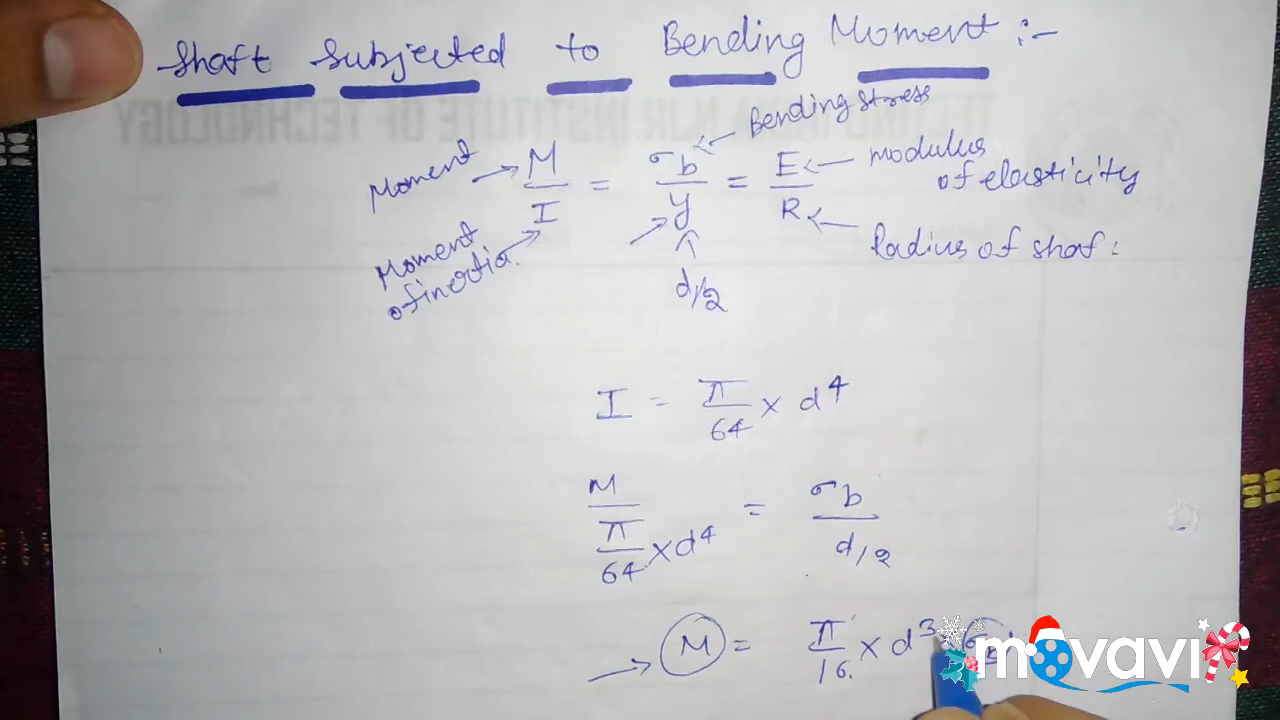 Shaft Subjected to Bending Moment :-
Bending stress
Moment → M/I = σb/y = E/R ← modulus of elasticity
Moment of inertia.
Radius of shaf
d/2
I = π/64 × d⁴
M / (π/64 × d⁴) = σb / (d/2)
→ M = π/16 × d³
movavi